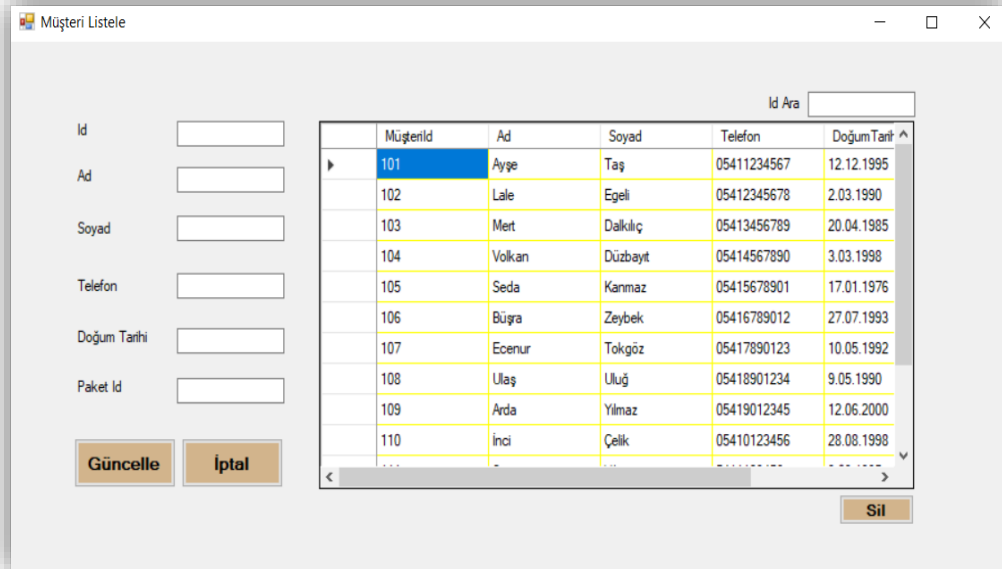 Müşteri Listele
Id Ara
Id
Ad
Soyad
Telefon
Doğum Tarihi
Paket Id
Güncelle İptal
MüşteriId Ad Soyad Telefon DoğumTarih
101 Ayşe Taş 05411234567 12.12.1995
102 Lale Egeli 05412345678 2.03.1990
103 Mert Dalkılıç 05413456789 20.04.1985
104 Volkan Düzbayıt 05414567890 3.03.1998
105 Seda Kanmaz 05415678901 17.01.1976
106 Büşra Zeybek 05416789012 27.07.1993
107 Ecenur Tokgöz 05417890123 10.05.1992
108 Ulaş Uluğ 05418901234 9.05.1990
109 Arda Yılmaz 05419012345 12.06.2000
110 İnci Çelik 05410123456 28.08.1998
Sil